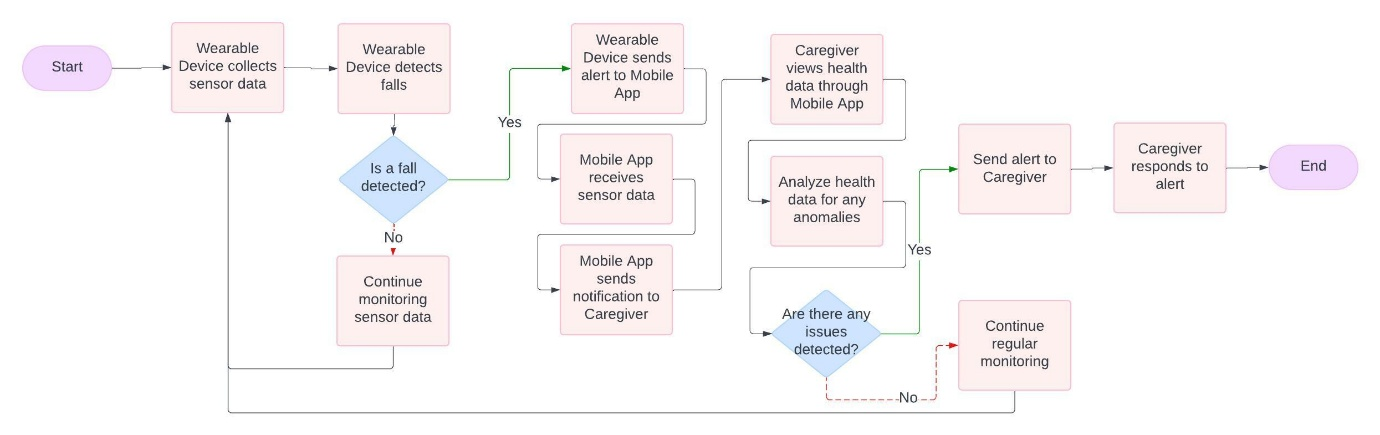 Start
Wearable
Device collects
sensor data
Wearable
Device detects
falls
Is a fall
detected?
No
Continue
monitoring
sensor data
Yes
Wearable
Device sends
alert to Mobile
App
Mobile App
receives
sensor data
Mobile App
sends
notification to
Caregiver
Caregiver
views health
data through
Mobile App
Analyze health
data for any
anomalies
Are there any
issues
detected?
Yes
No
Send alert to
Caregiver
Continue
regular
monitoring
Caregiver
responds to
alert
End